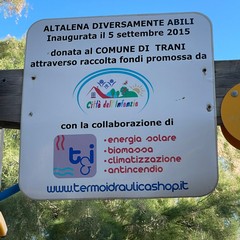 ALTALENA DIVERSAMENTE ABILI
Inaugurata il 5 settembre 2015
donata al COMUNE DI TRANI
attraverso raccolta fondi promossa da
Città dell'infanzia
con la collaborazione di
• energia solare
• biomassa
• climatizzazione
• antincendio
www.termoidraulicashop.it